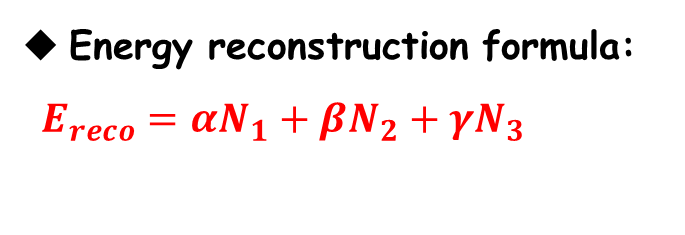 ◆ Energy reconstruction formula:
E_reco = αN_1 + βN_2 + γN_3